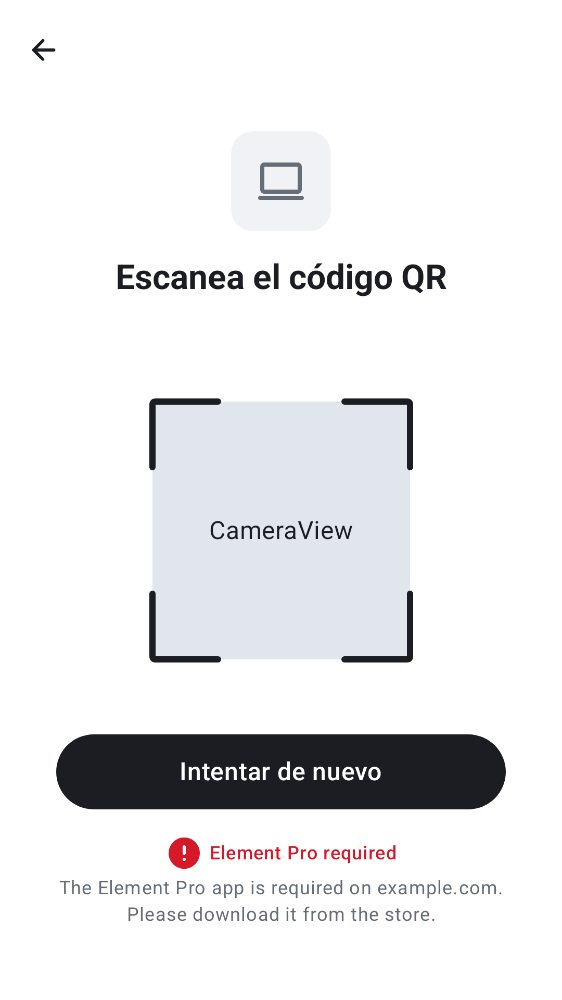 Escanea el código QR
CameraView
Intentar de nuevo
Element Pro required
The Element Pro app is required on example.com.
Please download it from the store.